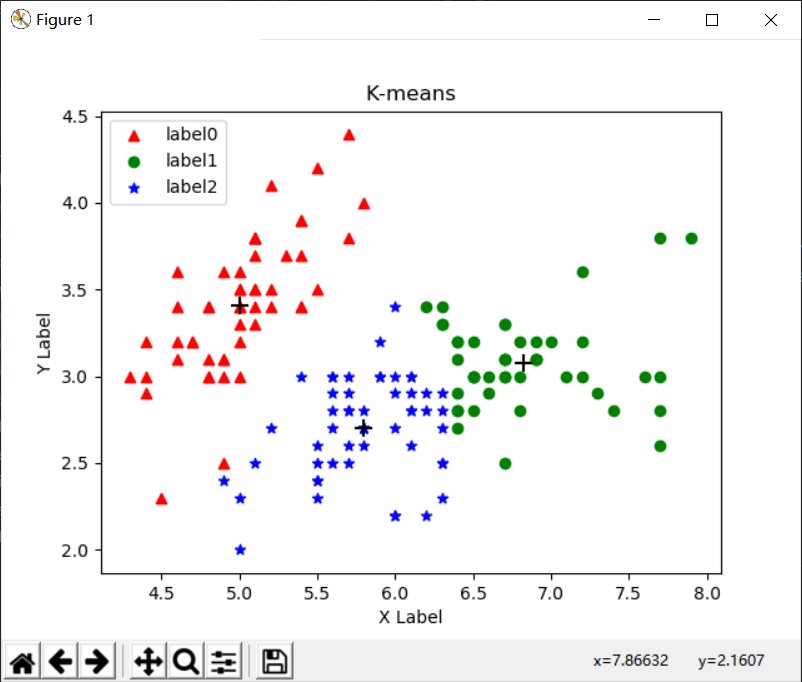 Figure 1
K-means
4.5
4.0
3.5
3.0
2.5
2.0
Y Label
label0
label1
label2
4.5 5.0 5.5 6.0 6.5 7.0 7.5 8.0
X Label
x=7.86632 y=2.1607